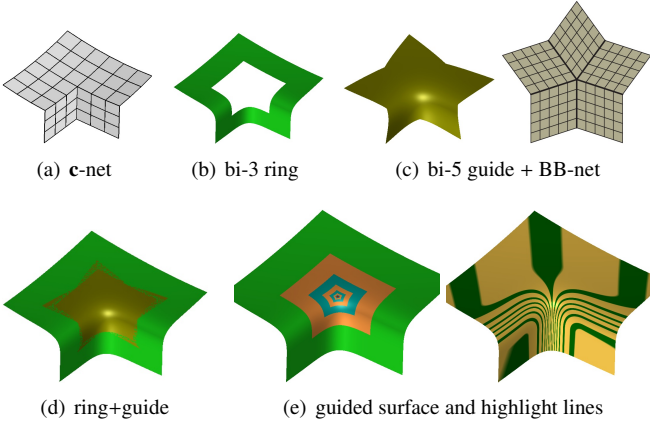 (a) c-net
(b) bi-3 ring
(c) bi-5 guide + BB-net
(d) ring+guide
(e) guided surface and highlight lines